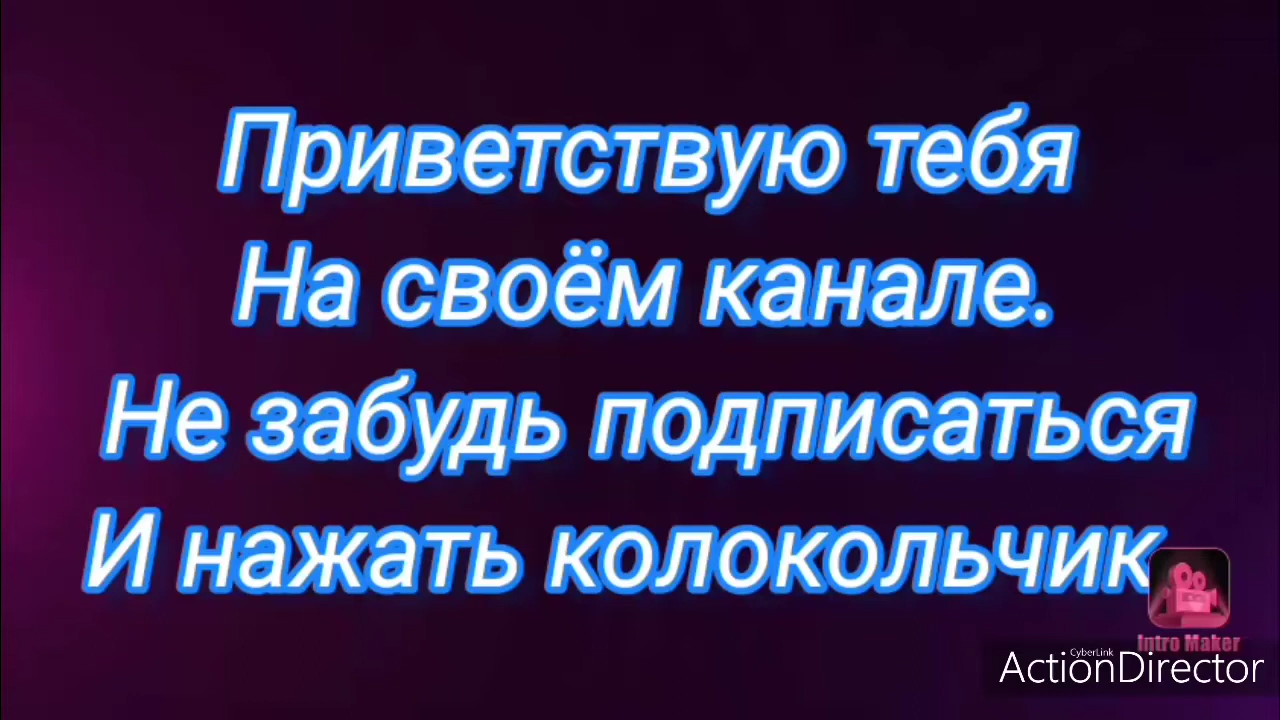 Приветствую тебя
На своём канале.
Не забудь подписаться
И нажать колокольчик
Intro Maker
CyberLink
ActionDirector